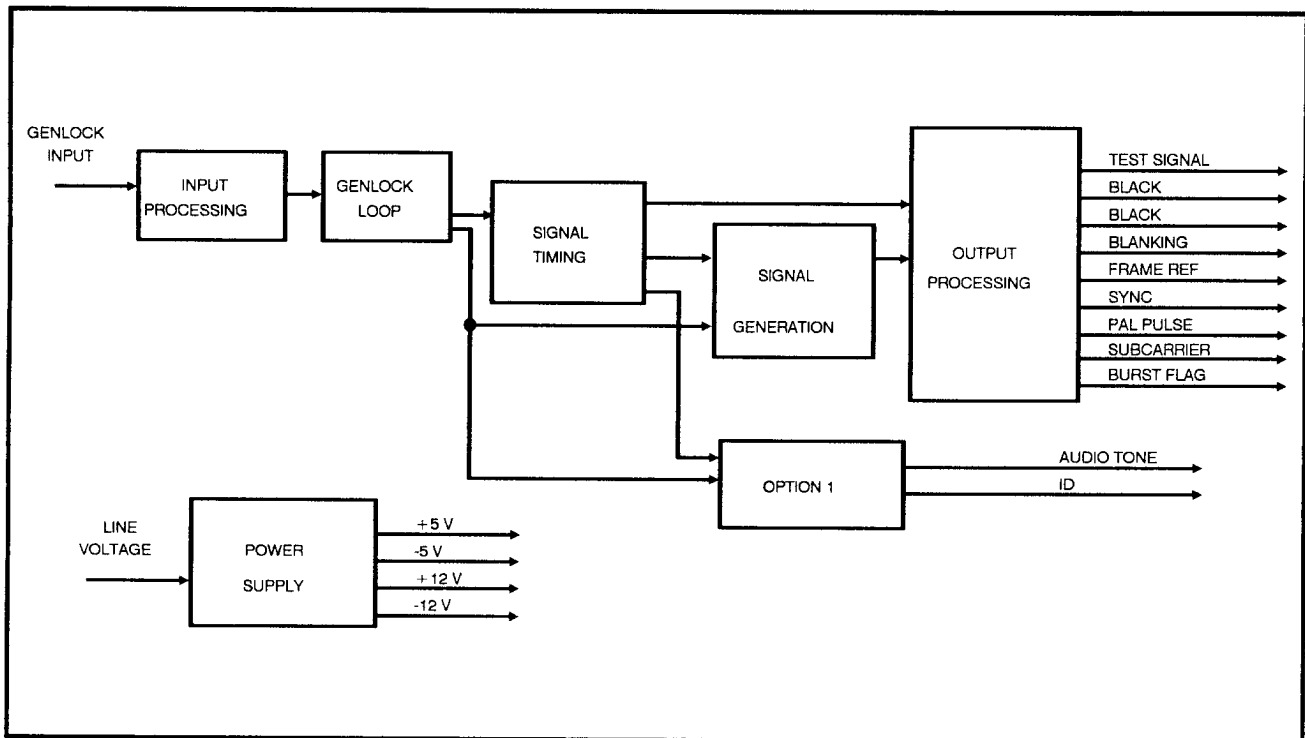 GENLOCK
INPUT
INPUT
PROCESSING
GENLOCK
LOOP
SIGNAL
TIMING
SIGNAL
GENERATION
OUTPUT
PROCESSING
TEST SIGNAL
BLACK
BLACK
BLANKING
FRAME REF
SYNC
PAL PULSE
SUBCARRIER
BURST FLAG
OPTION 1
AUDIO TONE
ID
LINE
VOLTAGE
POWER
SUPPLY
+5 V
-5 V
+12 V
-12 V